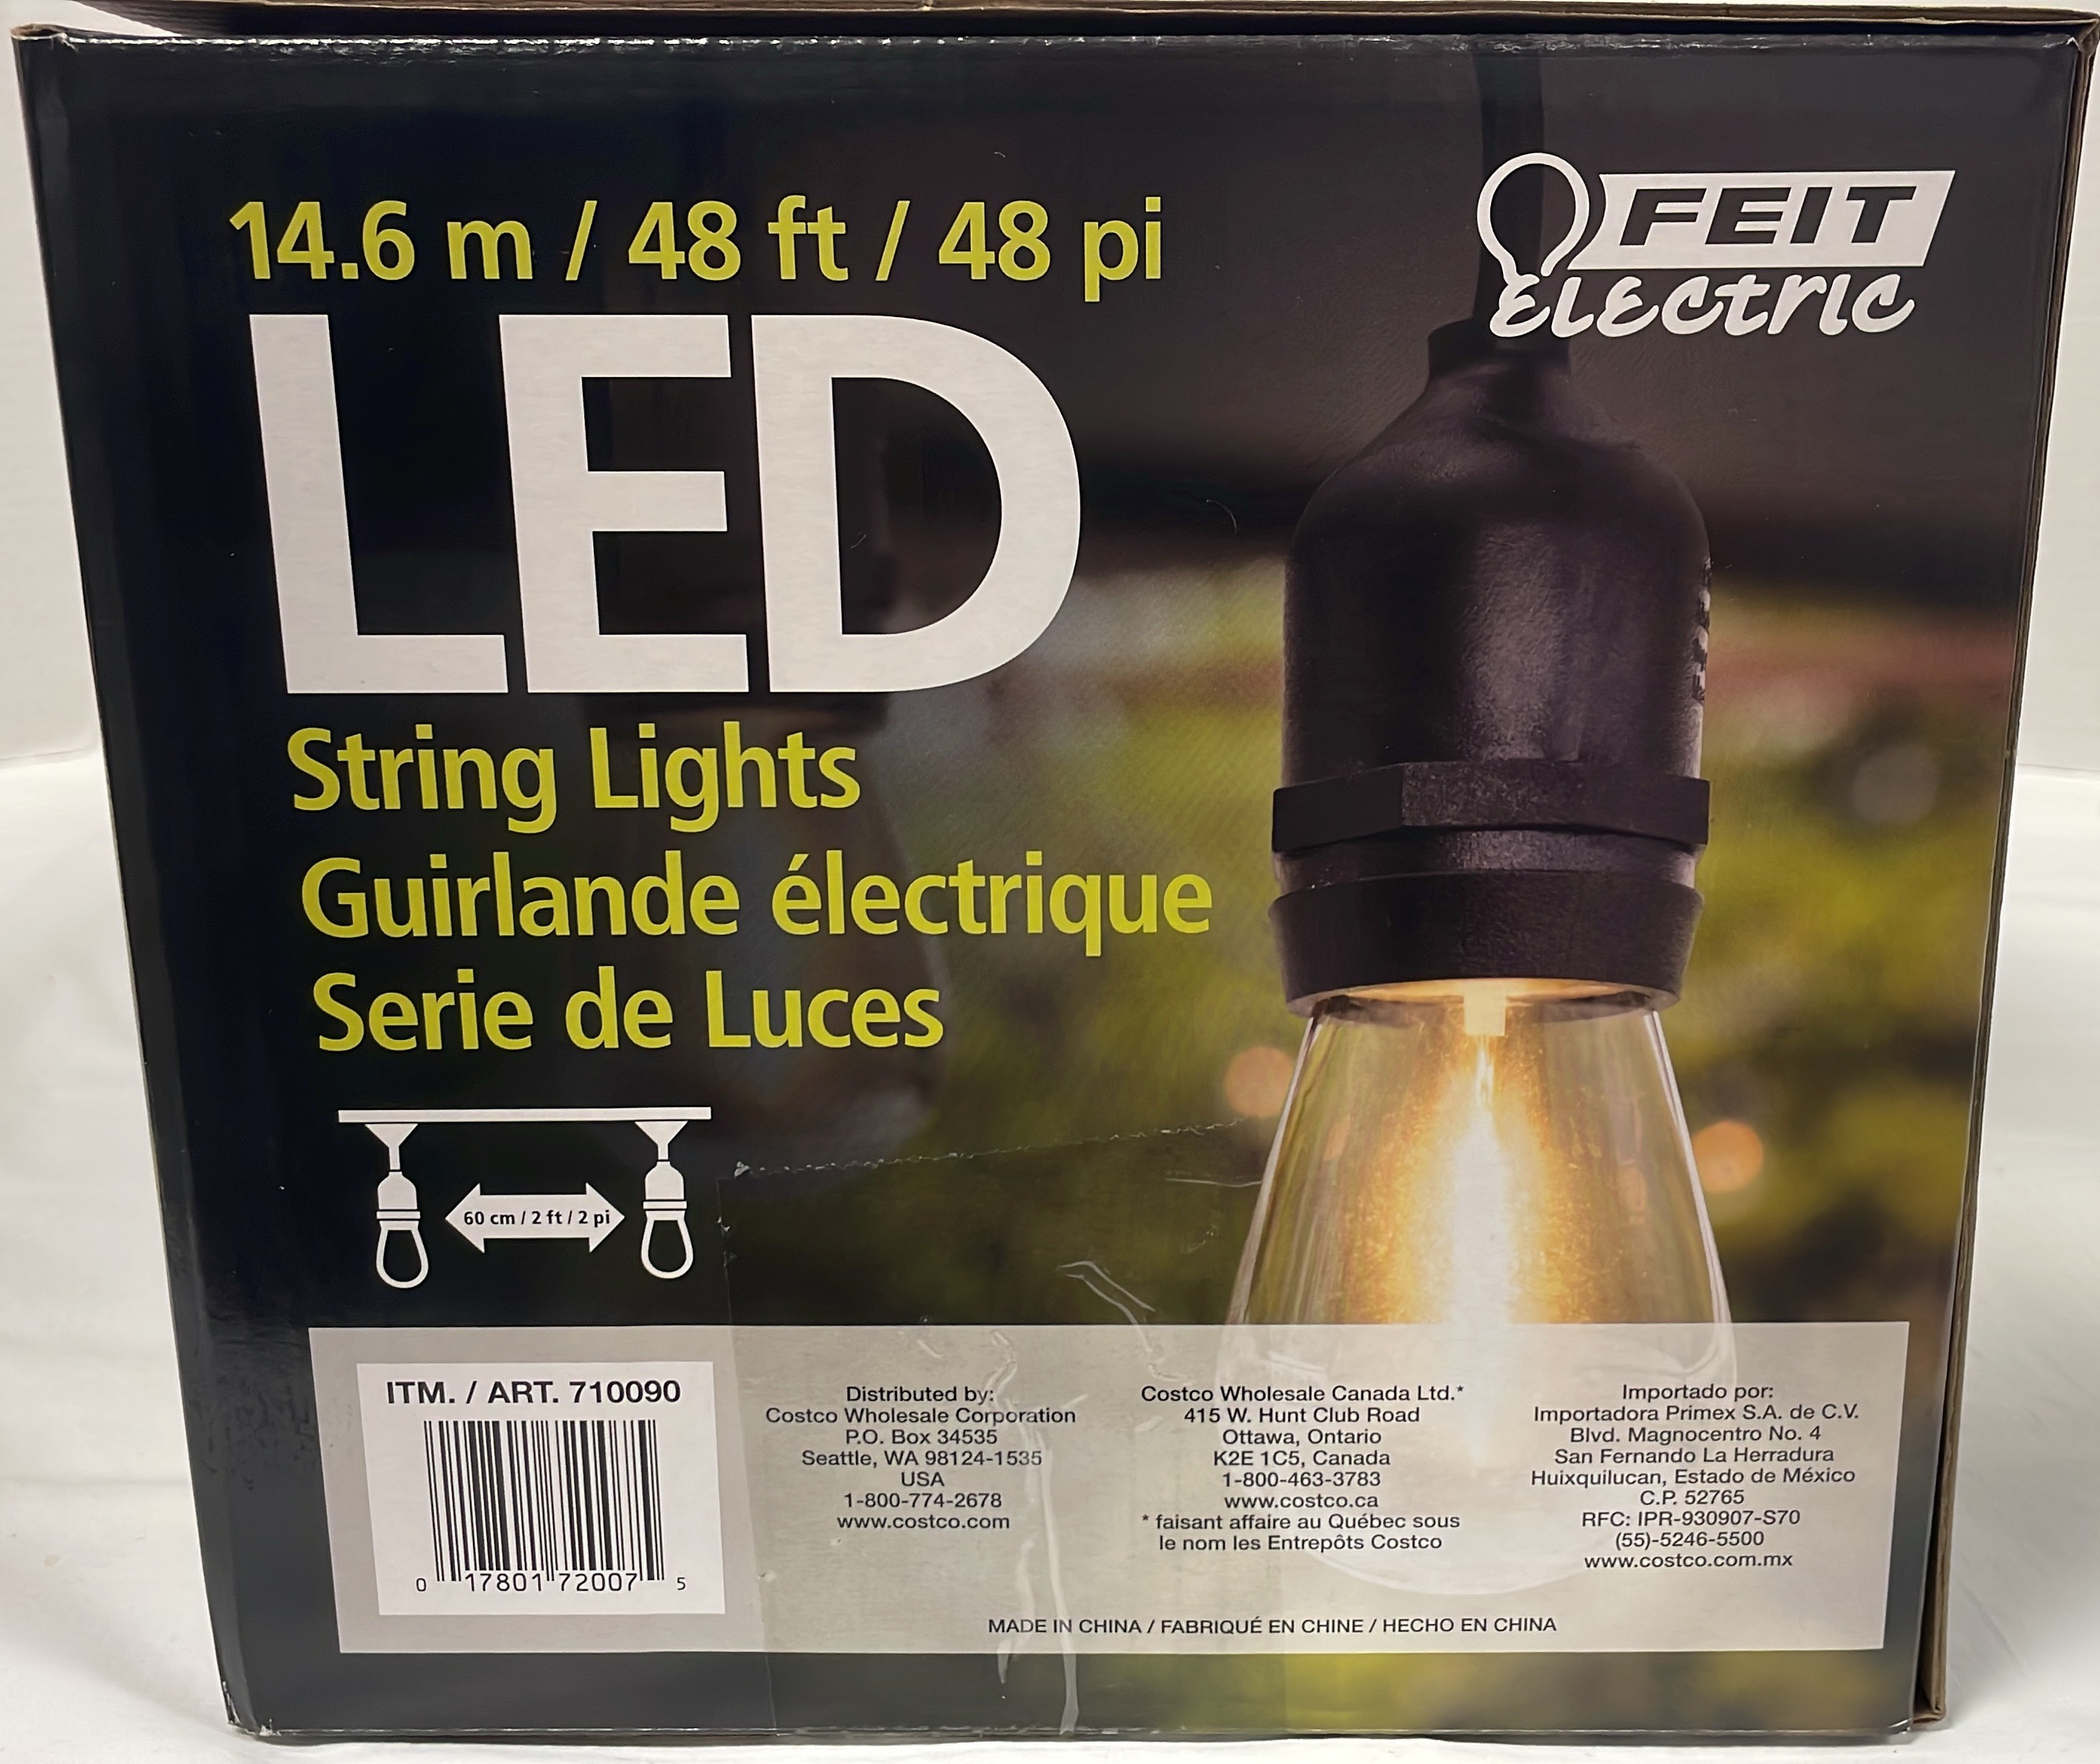 14.6 m / 48 ft / 48 pi
FEIT
Electric
LED
String Lights
Guirlande électrique
Serie de Luces
60 cm / 2 ft / 2 pi
ITM. / ART. 710090
0 17801 72007 5
Distributed by:
Costco Wholesale Corporation
P.O. Box 34535
Seattle, WA 98124-1535
USA
1-800-774-2678
www.costco.com
Costco Wholesale Canada Ltd.*
415 W. Hunt Club Road
Ottawa, Ontario
K2E 1C5, Canada
1-800-463-3783
www.costco.ca
* faisant affaire au Québec sous
le nom les Entrepôts Costco
Importado por:
Importadora Primex S.A. de C.V.
Blvd. Magnocentro No. 4
San Fernando La Herradura
Huixquilucan, Estado de México
C.P. 52765
RFC: IPR-930907-S70
(55)-5246-5500
www.costco.com.mx
MADE IN CHINA / FABRIQUÉ EN CHINE / HECHO EN CHINA